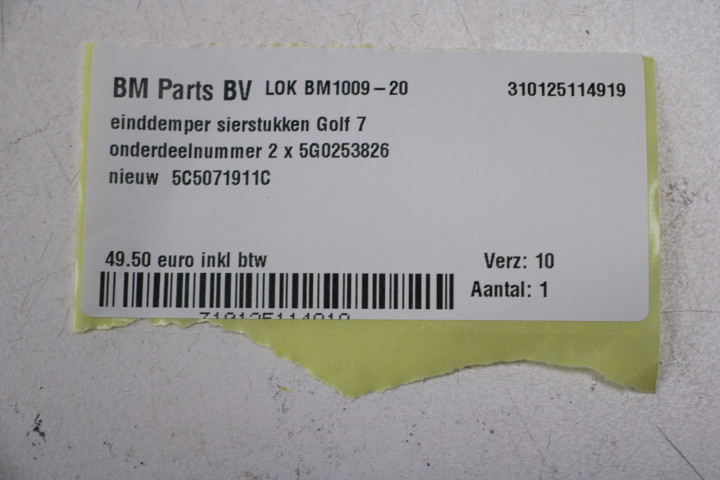 BM Parts BV LOK BM1009-20 310125114919
einddemper sierstukken Golf 7
onderdeelnummer 2 x 5G0253826
nieuw 5C5071911C
49.50 euro inkl btw Verz: 10
Aantal: 1
310125114919